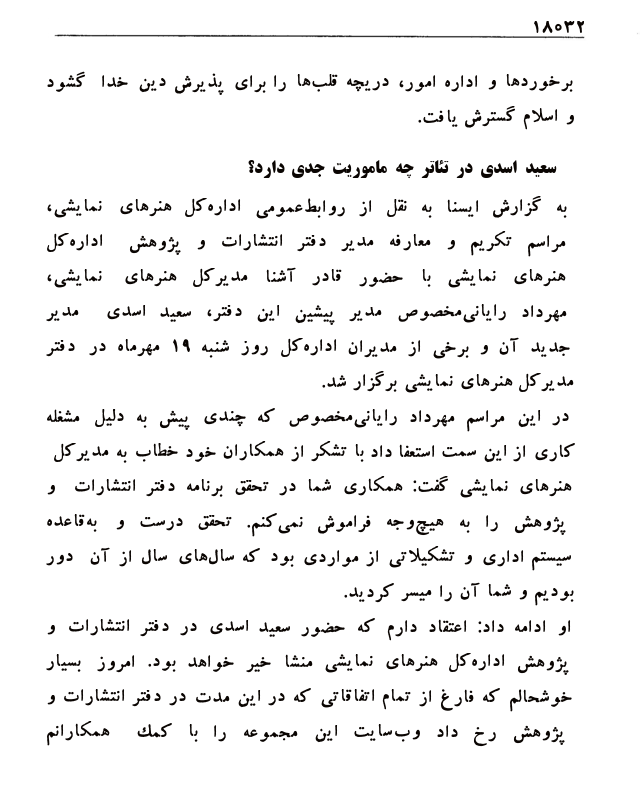 ۱۸۰۳۲
برخوردها و اداره امور، دریچه قلب‌ها را برای پذیرش دین خدا گشود
و اسلام گسترش یافت.
سعید اسدی در تئاتر چه ماموریت جدی دارد؟
به گزارش ایسنا به نقل از روابط‌عمومی اداره‌کل هنرهای نمایشی،
مراسم تکریم و معارفه مدیر دفتر انتشارات و پژوهش اداره‌کل
هنرهای نمایشی با حضور قادر آشنا مدیرکل هنرهای نمایشی،
مهرداد رایانی‌مخصوص مدیر پیشین این دفتر، سعید اسدی مدیر
جدید آن و برخی از مدیران اداره‌کل روز شنبه ۱۹ مهرماه در دفتر
مدیرکل هنرهای نمایشی برگزار شد.
در این مراسم مهرداد رایانی‌مخصوص که چندی پیش به دلیل مشغله
کاری از این سمت استعفا داد با تشکر از همکاران خود خطاب به مدیرکل
هنرهای نمایشی گفت: همکاری شما در تحقق برنامه دفتر انتشارات و
پژوهش را به هیچ‌وجه فراموش نمی‌کنم. تحقق درست و به‌قاعده
سیستم اداری و تشکیلاتی از مواردی بود که سال‌های سال از آن دور
بودیم و شما آن را میسر کردید.
او ادامه داد: اعتقاد دارم که حضور سعید اسدی در دفتر انتشارات و
پژوهش اداره‌کل هنرهای نمایشی منشا خیر خواهد بود. امروز بسیار
خوشحالم که فارغ از تمام اتفاقاتی که در این مدت در دفتر انتشارات و
پژوهش رخ داد وب‌سایت این مجموعه را با کمك همکارانم